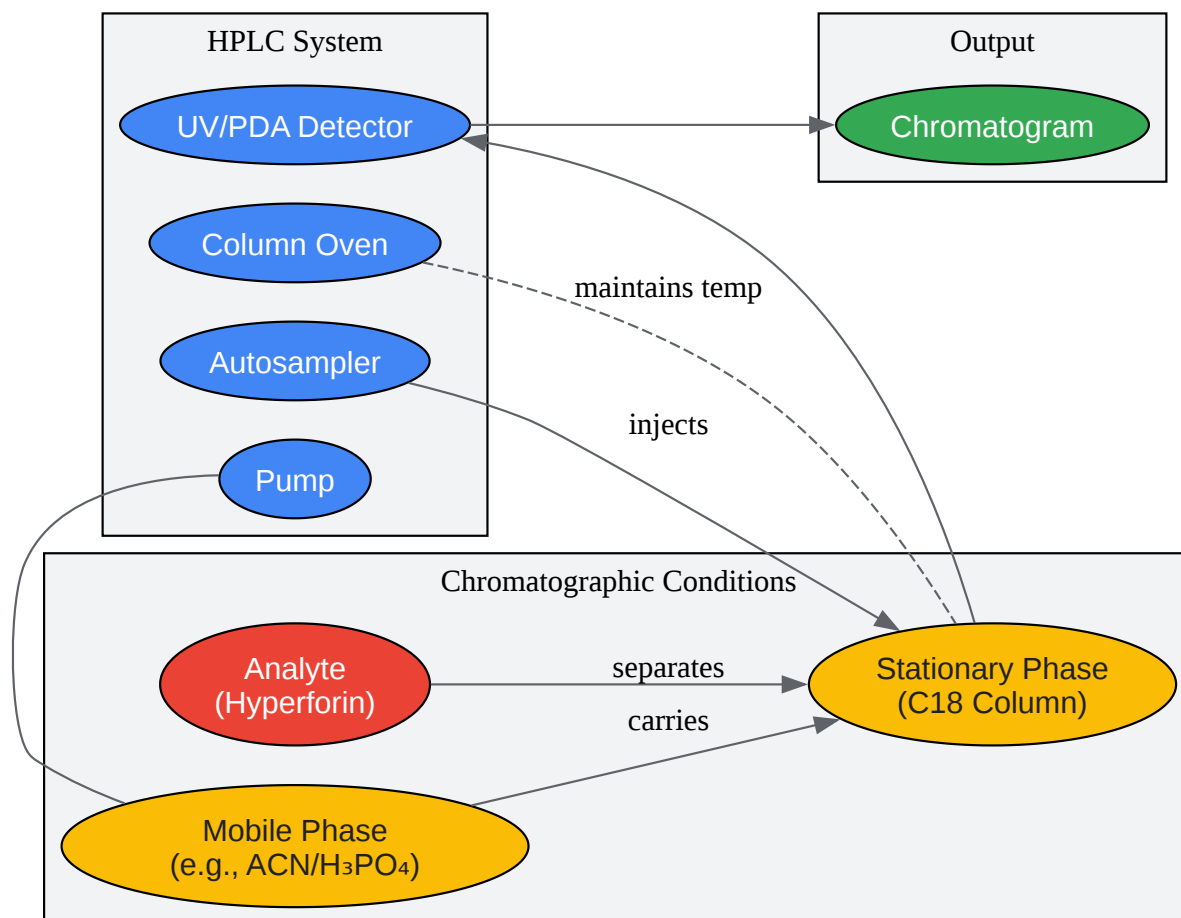 HPLC System
Output
UV/PDA Detector
Chromatogram
Column Oven
maintains temp
Autosampler
injects
Pump
Chromatographic Conditions
Analyte
(Hyperforin)
separates
Stationary Phase
(C18 Column)
carries
Mobile Phase
(e.g., ACN/H₃PO₄)